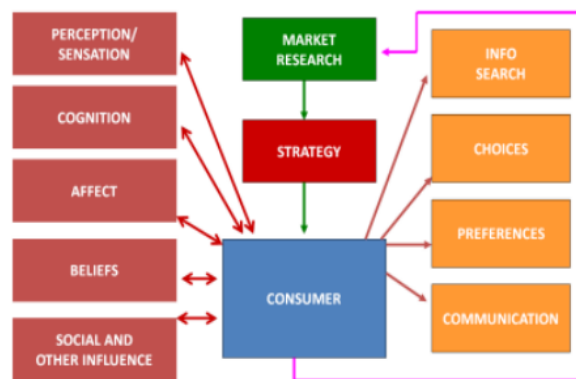 PERCEPTION/
SENSATION
COGNITION
AFFECT
BELIEFS
SOCIAL AND
OTHER INFLUENCE
MARKET
RESEARCH
STRATEGY
CONSUMER
INFO
SEARCH
CHOICES
PREFERENCES
COMMUNICATION